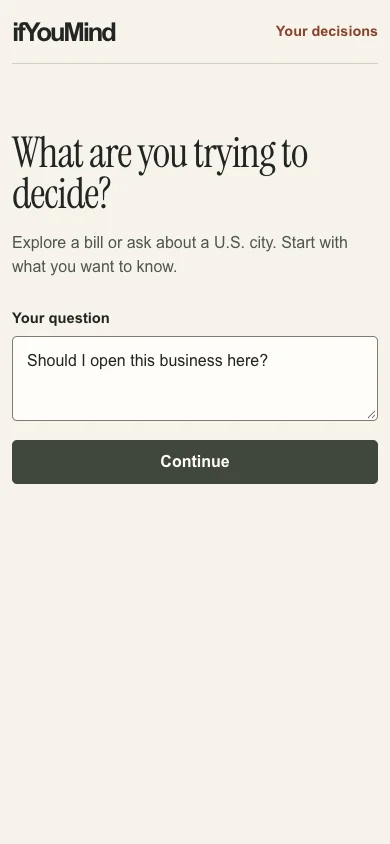 ifYouMind
Your decisions
What are you trying to
decide?
Explore a bill or ask about a U.S. city. Start with
what you want to know.
Your question
Should I open this business here?
Continue